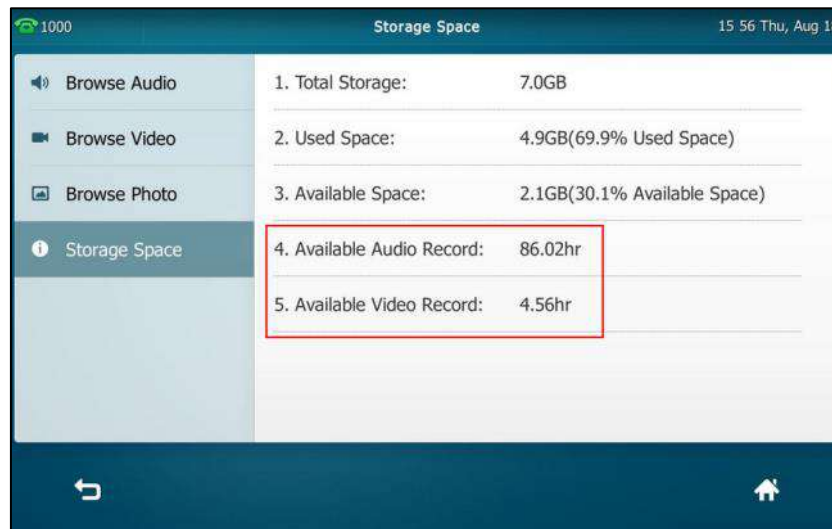 1000 Storage Space 15 56 Thu, Aug
Browse Audio
Browse Video
Browse Photo
Storage Space
1. Total Storage: 7.0GB
2. Used Space: 4.9GB(69.9% Used Space)
3. Available Space: 2.1GB(30.1% Available Space)
4. Available Audio Record: 86.02hr
5. Available Video Record: 4.56hr